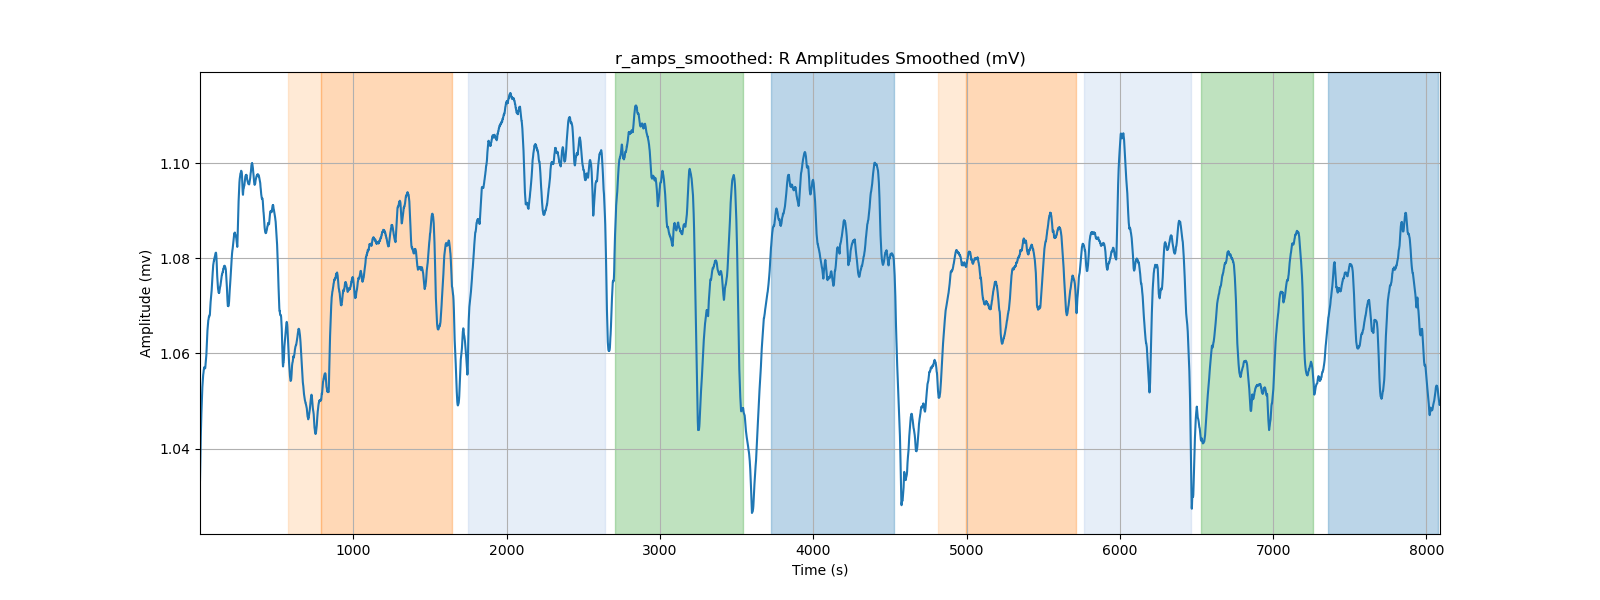 r_amps_smoothed: R Amplitudes Smoothed (mV)
Amplitude (mv)
1.10
1.08
1.06
1.04
1000 2000 3000 4000 5000 6000 7000 8000
Time (s)